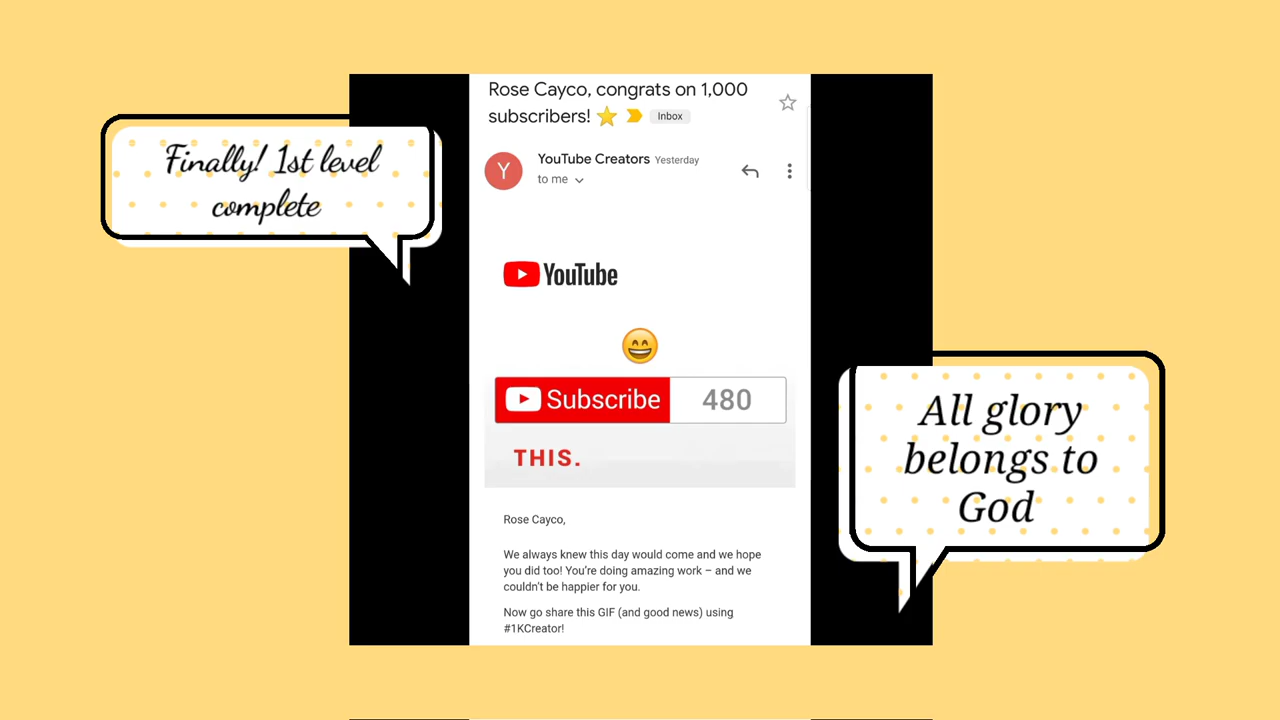 Rose Cayco, congrats on 1,000
subscribers!
Inbox
Finally! 1st level
complete
Y
YouTube Creators Yesterday
to me
YouTube
Subscribe 480
THIS.
All glory
belongs to
God
Rose Cayco,
We always knew this day would come and we hope
you did too! You're doing amazing work – and we
couldn't be happier for you.
Now go share this GIF (and good news) using
#1KCreator!